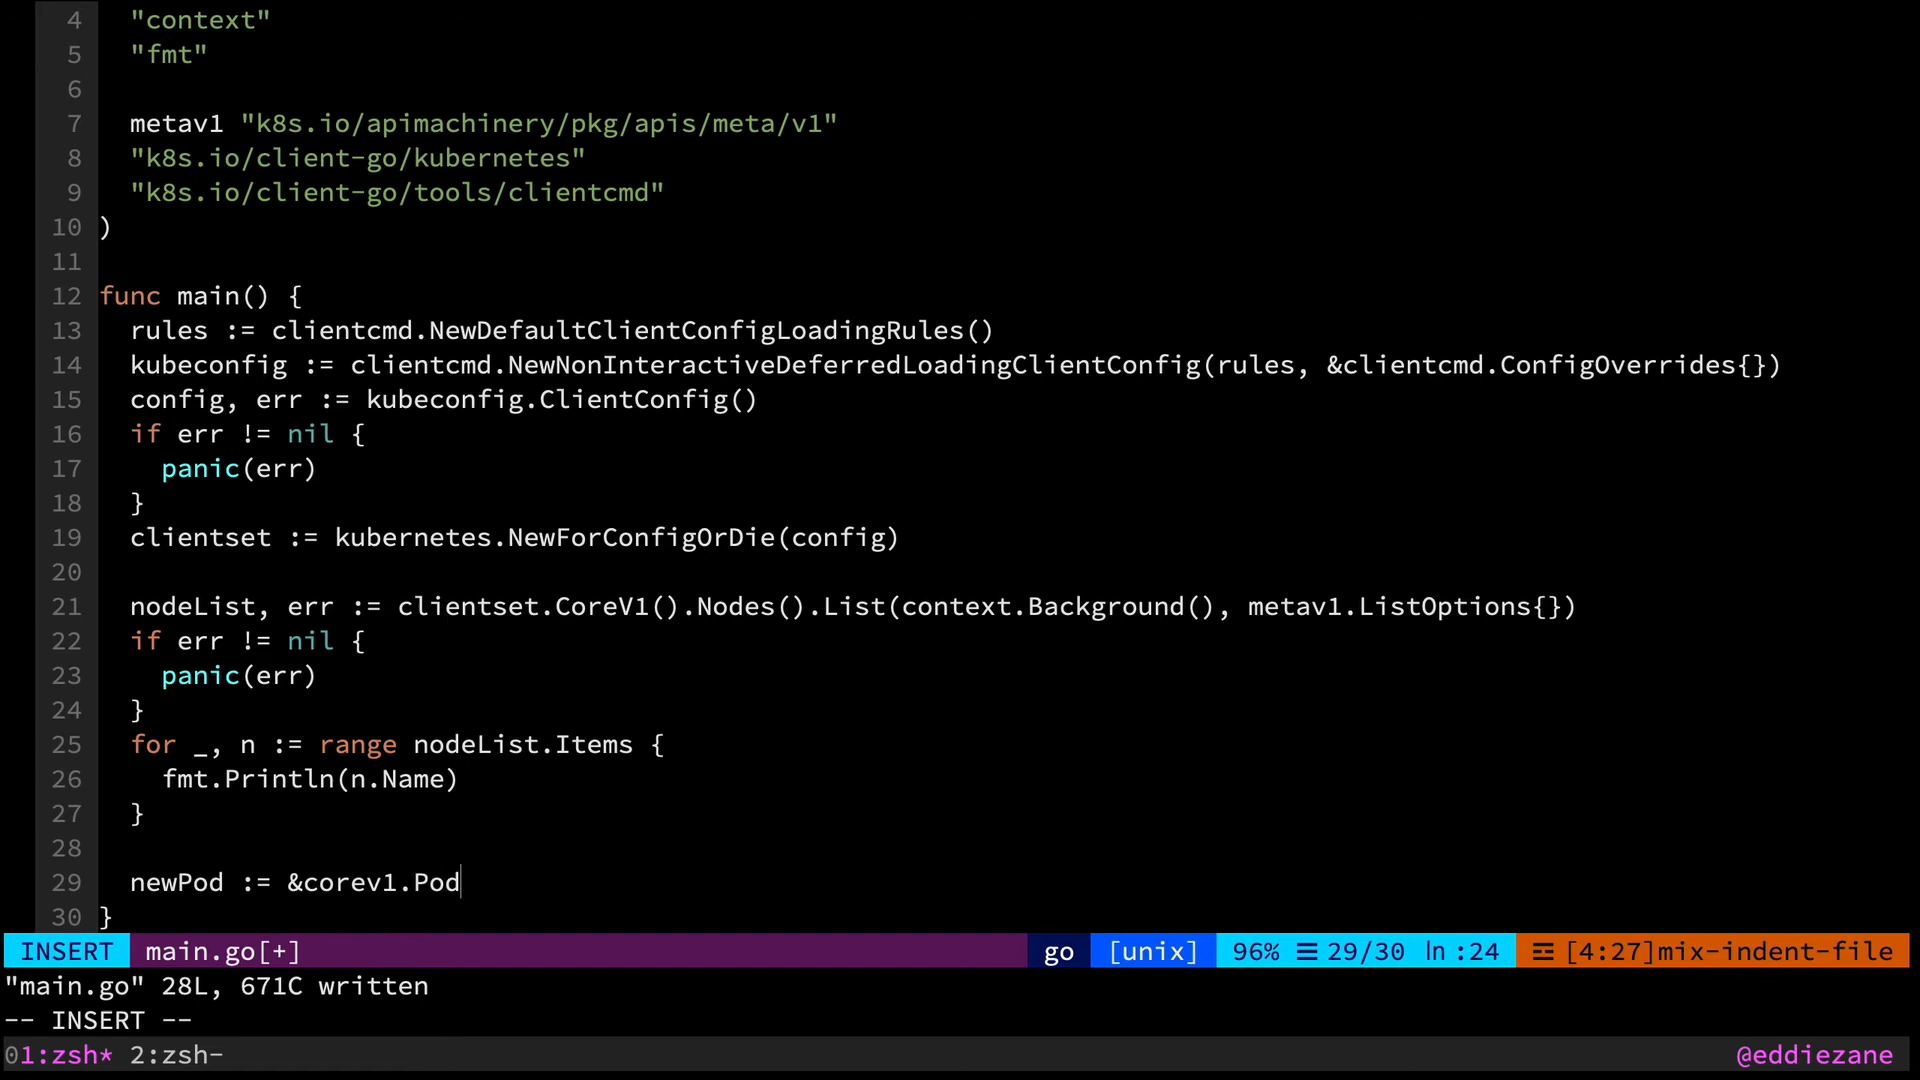 4 "context"
5 "fmt"
6
7 metav1 "k8s.io/apimachinery/pkg/apis/meta/v1"
8 "k8s.io/client-go/kubernetes"
9 "k8s.io/client-go/tools/clientcmd"
10 )
11
12 func main() {
13 rules := clientcmd.NewDefaultClientConfigLoadingRules()
14 kubeconfig := clientcmd.NewNonInteractiveDeferredLoadingClientConfig(rules, &clientcmd.ConfigOverrides{})
15 config, err := kubeconfig.ClientConfig()
16 if err != nil {
17 panic(err)
18 }
19 clientset := kubernetes.NewForConfigOrDie(config)
20
21 nodeList, err := clientset.CoreV1().Nodes().List(context.Background(), metav1.ListOptions{})
22 if err != nil {
23 panic(err)
24 }
25 for _, n := range nodeList.Items {
26 fmt.Println(n.Name)
27 }
28
29 newPod := &corev1.Pod
30 }
INSERT main.go[+] go [unix] 96% ☰ 29/30 ㏑:24 ☲ [4:27]mix-indent-file
"main.go" 28L, 671C written
-- INSERT --
01:zsh* 2:zsh- @eddiezane